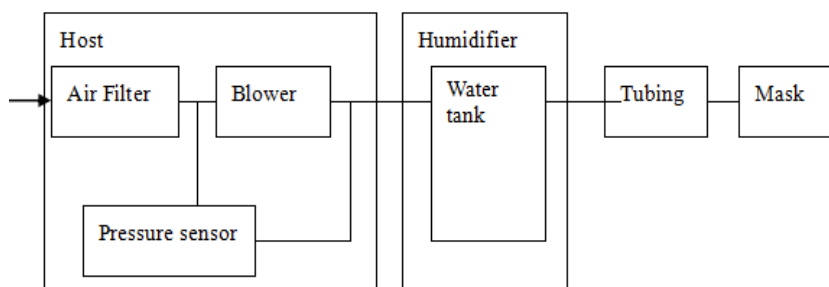 Host
Humidifier
Air Filter
Blower
Water
tank
Tubing
Mask
Pressure sensor